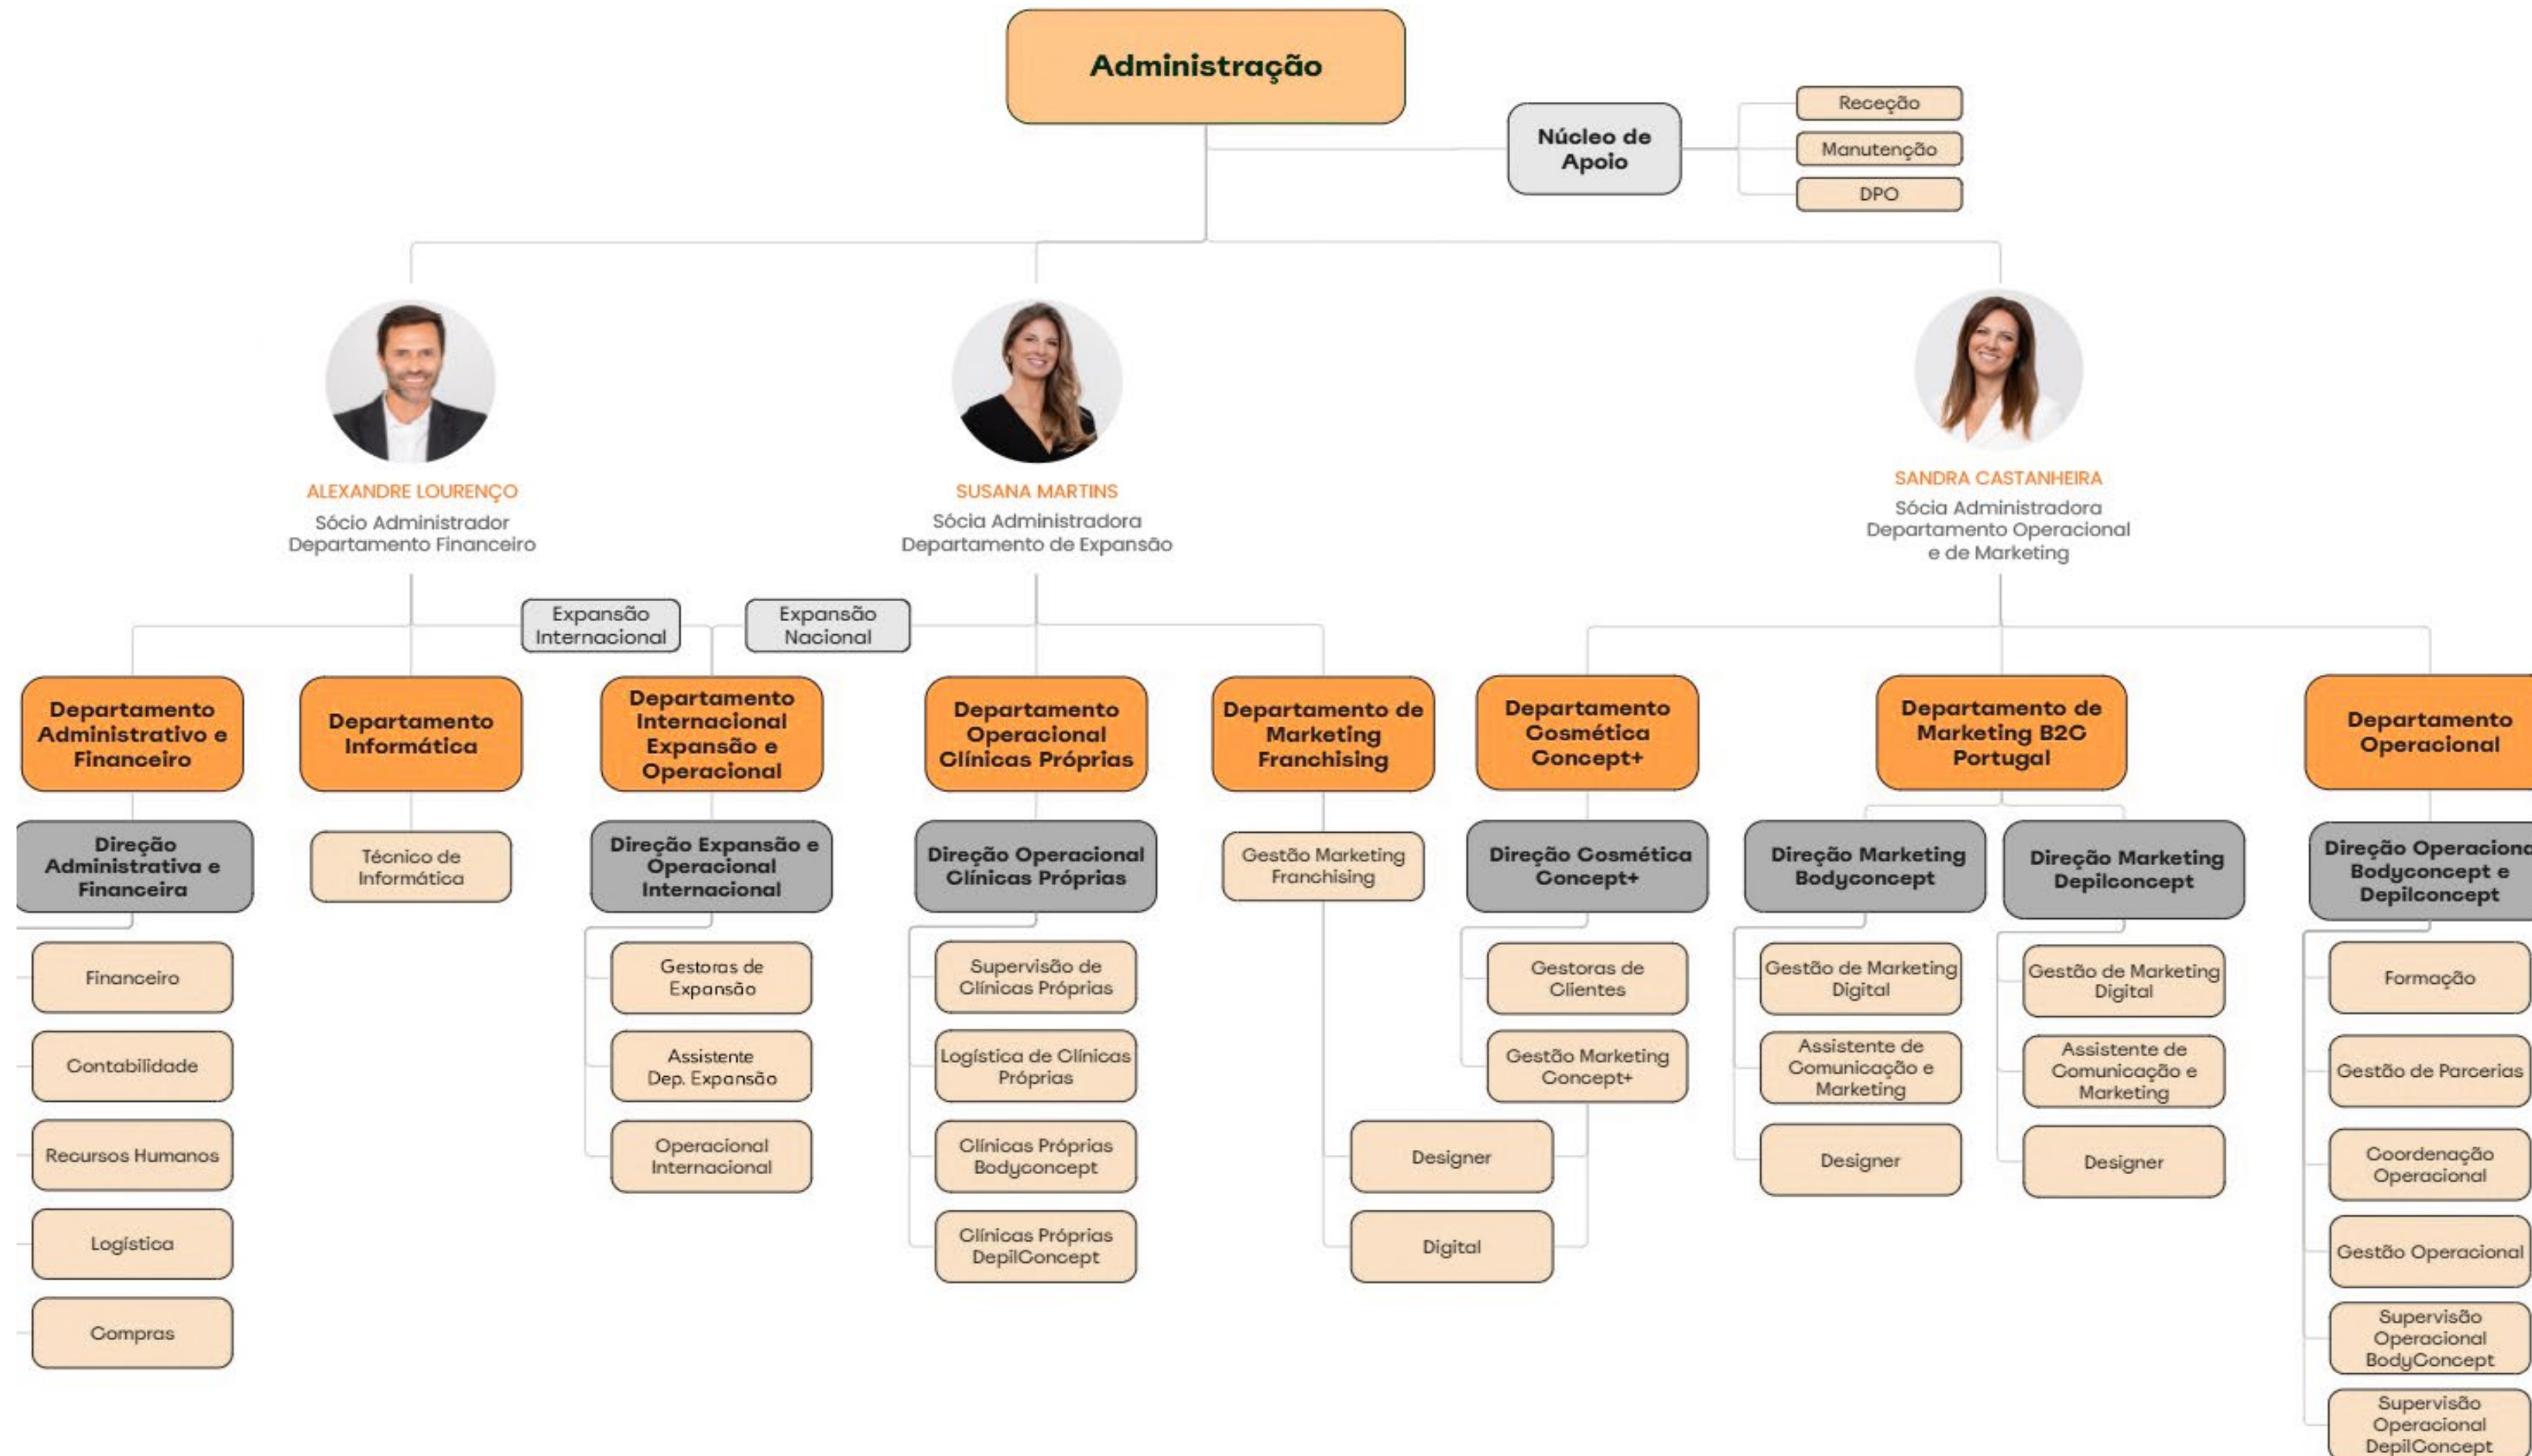 Administração
Núcleo de
Apoio
Receção
Manutenção
DPO
ALEXANDRE LOURENÇO
Sócio Administrador
Departamento Financeiro
SUSANA MARTINS
Sócia Administradora
Departamento de Expansão
SANDRA CASTANHEIRA
Sócia Administradora
Departamento Operacional
e de Marketing
Expansão
Internacional
Expansão
Nacional
Departamento
Administrativo e
Financeiro
Departamento
Informática
Departamento
Internacional
Expansão e
Operacional
Departamento
Operacional
Clínicas Próprias
Departamento de
Marketing
Franchising
Departamento
Cosmética
Concept+
Departamento de
Marketing B2C
Portugal
Departamento
Operacional
Direção
Administrativa e
Financeira
Técnico de
Informática
Direção Expansão e
Operacional
Internacional
Direção Operacional
Clínicas Próprias
Gestão Marketing
Franchising
Direção Cosmética
Concept+
Direção Marketing
Bodyconcept
Direção Marketing
Depilconcept
Direção Operaciona
Bodyconcept e
Depilconcept
Financeiro
Contabilidade
Recursos Humanos
Logística
Compras
Gestoras de
Expansão
Assistente
Dep. Expansão
Operacional
Internacional
Supervisão de
Clínicas Próprias
Logística de Clínicas
Próprias
Clínicas Próprias
Bodyconcept
Clínicas Próprias
DepilConcept
Gestoras de
Clientes
Gestão Marketing
Concept+
Designer
Digital
Gestão de Marketing
Digital
Assistente de
Comunicação e
Marketing
Designer
Gestão de Marketing
Digital
Assistente de
Comunicação e
Marketing
Designer
Formação
Gestão de Parcerias
Coordenação
Operacional
Gestão Operacional
Supervisão
Operacional
BodyConcept
Supervisão
Operacional
DepilConcept